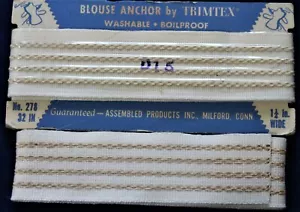 BLOUSE ANCHOR by TRIMTEX
WASHABLE • BOILPROOF
D15
No. 278
32 IN
Guaranteed — ASSEMBLED PRODUCTS INC., MILFORD, CONN
1¼ In.
WIDE